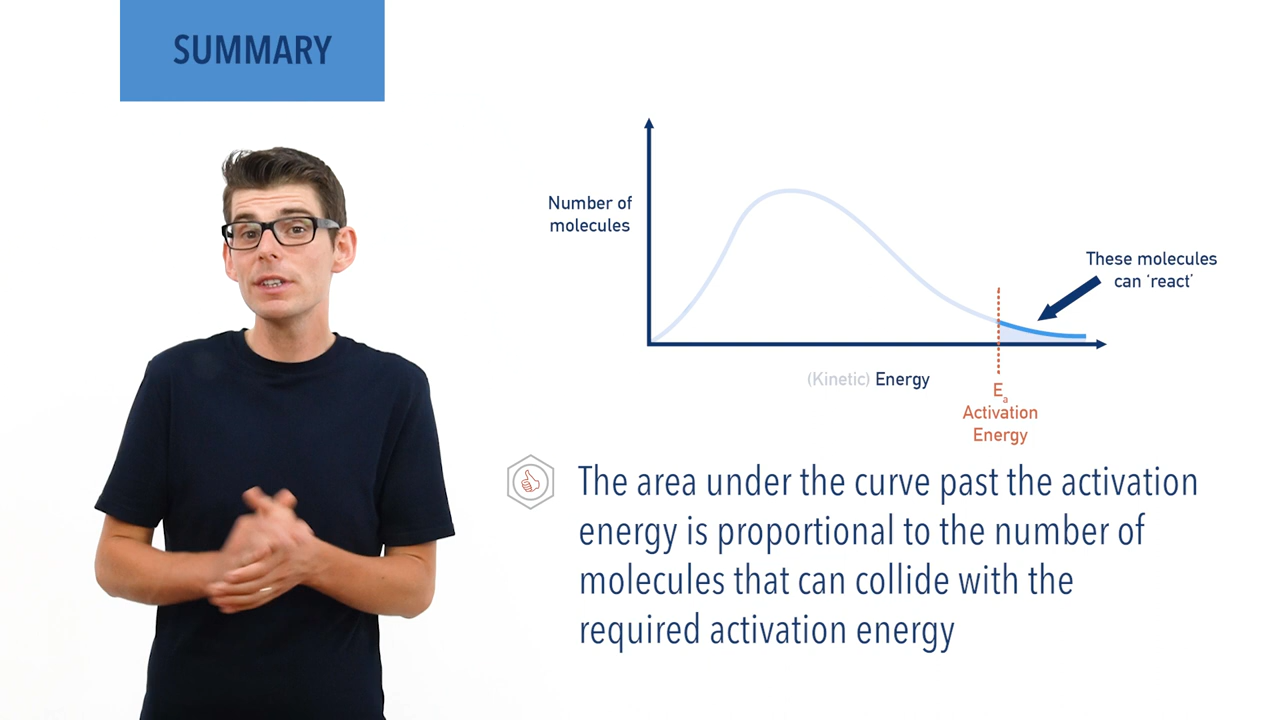 SUMMARY
Number of
molecules
These molecules
can ‘react’
(Kinetic) Energy
Ea
Activation
Energy
The area under the curve past the activation
energy is proportional to the number of
molecules that can collide with the
required activation energy